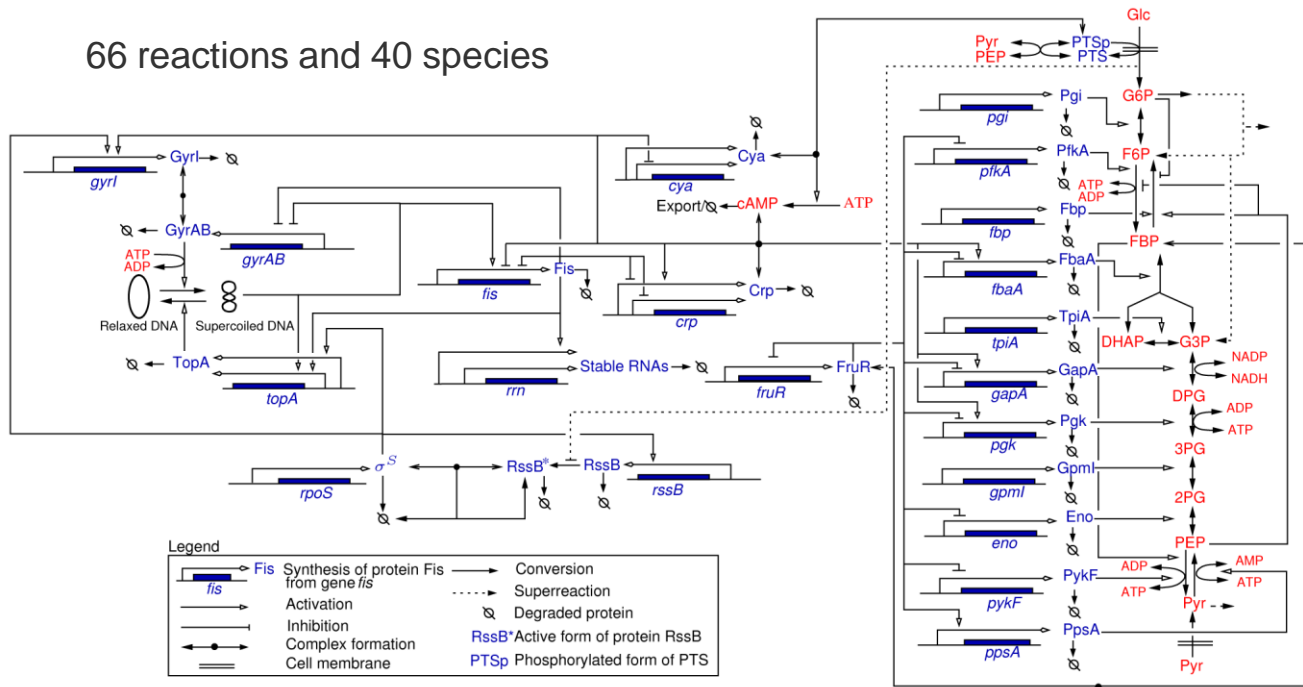 66 reactions and 40 species
Glc
Pyr
PEP
PTSp
PTS
Pgi
pgi
G6P
GyrI
gyrI
Cya
cya
PfkA
pfkA
F6P
Export/
cAMP
ATP
ATP
ADP
Fbp
fbp
FBP
GyrAB
gyrAB
ATP
ADP
Fis
fis
Crp
crp
FbaA
fbaA
Relaxed DNA
Supercoiled DNA
TpiA
tpiA
DHAP
G3P
TopA
topA
Stable RNAs
rrn
FruR
fruR
GapA
gapA
NADP
NADH
DPG
Pgk
pgk
ADP
ATP
3PG
σS
rpoS
RssB*
RssB
rssB
GpmI
gpmI
2PG
Eno
eno
PEP
Legend
Fis
fis
Synthesis of protein Fis
from gene fis
Activation
Inhibition
Complex formation
Cell membrane
Conversion
Superreaction
Degraded protein
RssB* Active form of protein RssB
PTSp Phosphorylated form of PTS
PykF
pykF
ADP
ATP
AMP
ATP
Pyr
PpsA
ppsA
Pyr